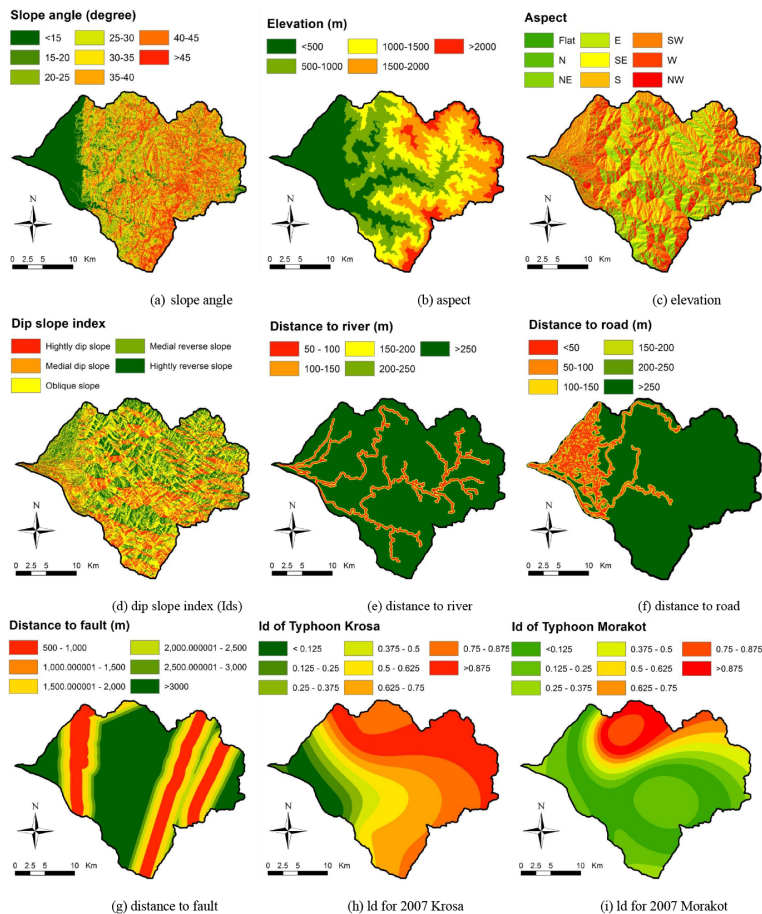 Slope angle (degree)
<15 25-30 40-45
15-20 30-35 >45
20-25 35-40
N
0 2.5 5 10 Km
(a) slope angle
Elevation (m)
<500 1000-1500 >2000
500-1000 1500-2000
N
0 2.5 5 10 Km
(b) aspect
Aspect
Flat E SW
N SE W
NE S NW
N
0 2.5 5 10 Km
(c) elevation
Dip slope index
Hightly dip slope Medial reverse slope
Medial dip slope Hightly reverse slope
Oblique slope
N
0 2.5 5 10 Km
(d) dip slope index (Ids)
Distance to river (m)
50 - 100 150-200 >250
100-150 200-250
N
0 2.5 5 10 Km
(e) distance to river
Distance to road (m)
<50 150-200
50-100 200-250
100-150 >250
N
0 2.5 5 10 Km
(f) distance to road
Distance to fault (m)
500 - 1,000 2,000.000001 - 2,500
1,000.000001 - 1,500 2,500.000001 - 3,000
1,500.000001 - 2,000 >3000
N
0 2.5 5 10 Km
(g) distance to fault
Id of Typhoon Krosa
< 0.125 0.375 - 0.5 0.75 - 0.875
0.125 - 0.25 0.5 - 0.625 >0.875
0.25 - 0.375 0.625 - 0.75
N
0 2.5 5 10 Km
(h) ld for 2007 Krosa
Id of Typhoon Morakot
<0.125 0.375 - 0.5 0.75 - 0.875
0.125 - 0.25 0.5 - 0.625 >0.875
0.25 - 0.375 0.625 - 0.75
N
0 2.5 5 10 Km
(i) ld for 2007 Morakot